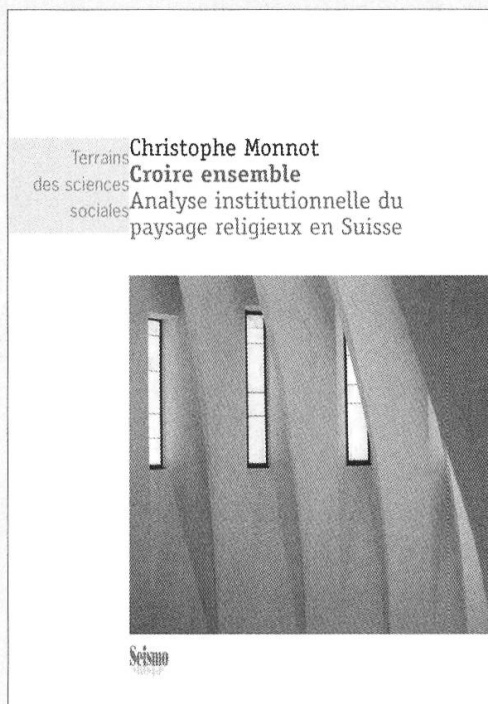 Terrains
des sciences
sociales
Christophe Monnot
Croire ensemble
Analyse institutionnelle du
paysage religieux en Suisse
Seismo